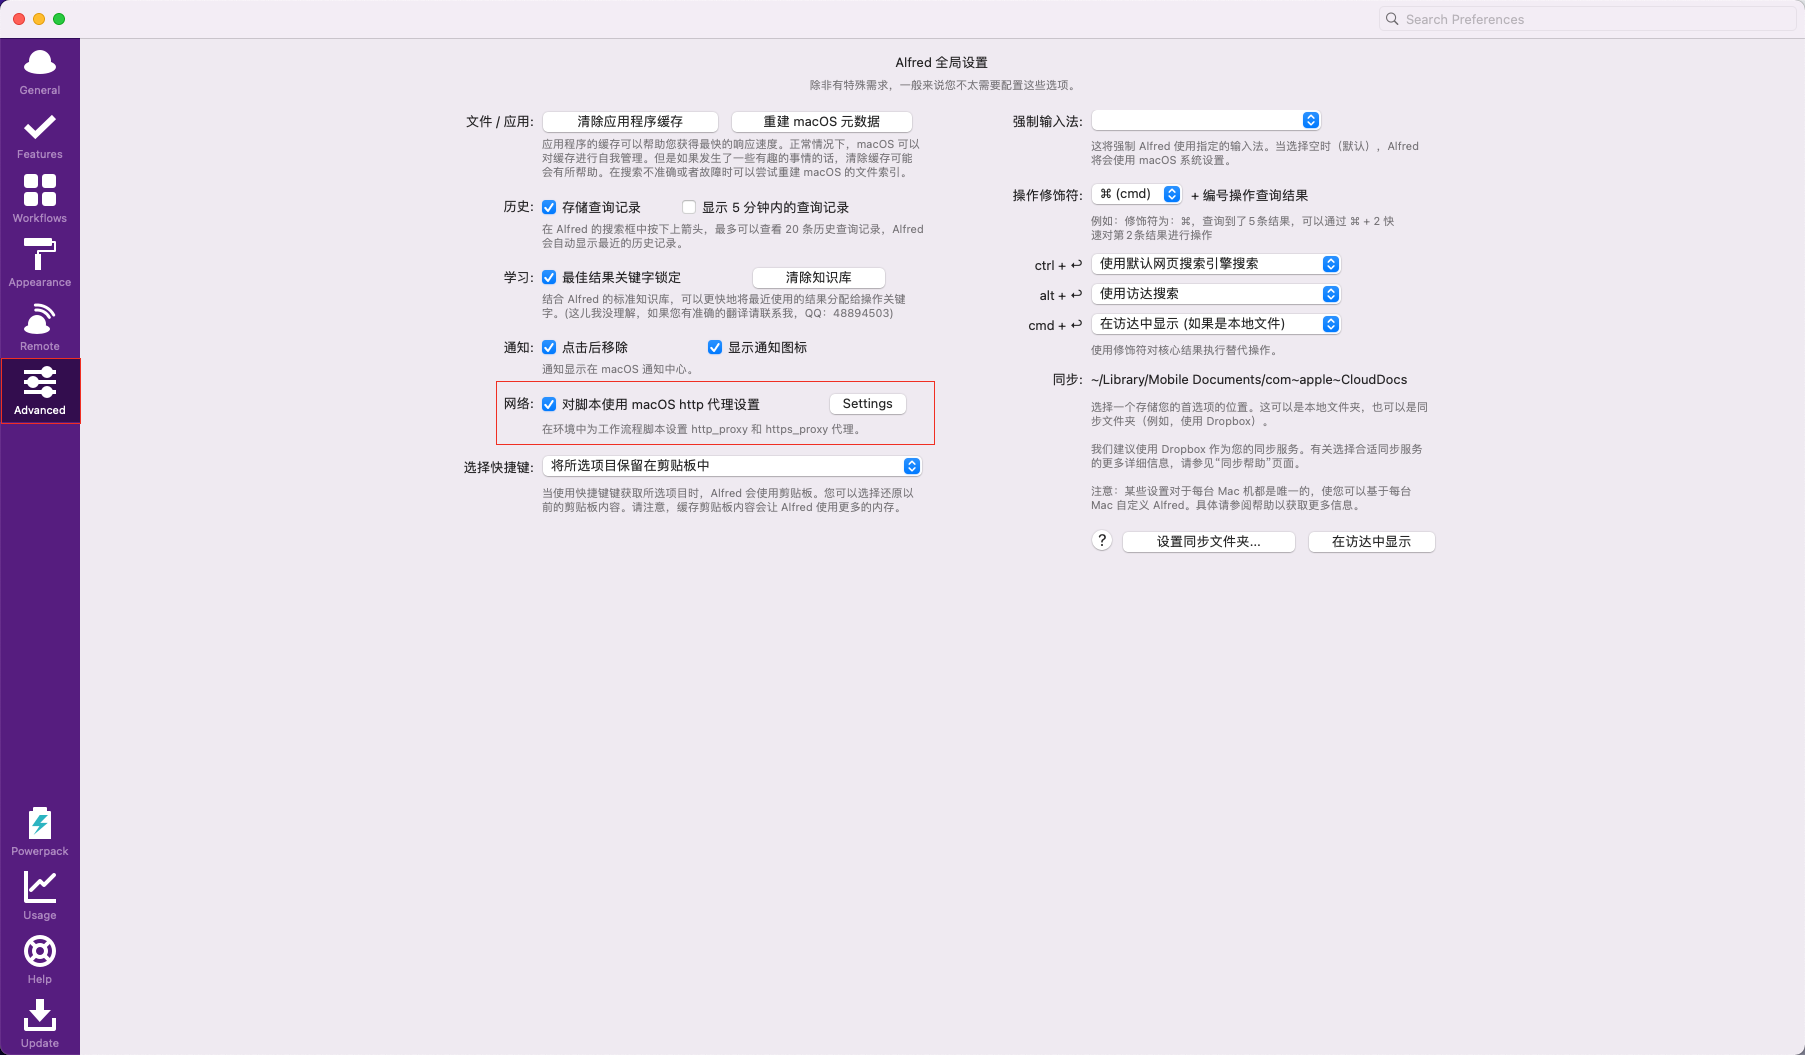 Search Preferences
General
Features
Workflows
Appearance
Remote
Advanced
Powerpack
Usage
Help
Update
Alfred 全局设置
除非有特殊需求，一般来说您不太需要配置这些选项。
文件 / 应用:
清除应用程序缓存
重建 macOS 元数据
应用程序的缓存可以帮助您获得最快的响应速度。正常情况下，macOS 可以
对缓存进行自我管理。但是如果发生了一些有趣的事情的话，清除缓存可能
会有所帮助。在搜索不准确或者故障时可以尝试重建 macOS 的文件索引。
历史:
存储查询记录
显示 5 分钟内的查询记录
在 Alfred 的搜索框中按下上箭头，最多可以查看 20 条历史查询记录，Alfred
会自动显示最近的历史记录。
学习:
最佳结果关键字锁定
清除知识库
结合 Alfred 的标准知识库，可以更快地将最近使用的结果分配给操作关键
字。(这儿我没理解，如果您有准确的翻译请联系我，QQ：48894503)
通知:
点击后移除
显示通知图标
通知显示在 macOS 通知中心。
网络:
对脚本使用 macOS http 代理设置
Settings
在环境中为工作流程脚本设置 http_proxy 和 https_proxy 代理。
选择快捷键:
将所选项目保留在剪贴板中
当使用快捷键键获取所选项目时，Alfred 会使用剪贴板。您可以选择还原以
前的剪贴板内容。请注意，缓存剪贴板内容会让 Alfred 使用更多的内存。
强制输入法:
这将强制 Alfred 使用指定的输入法。当选择空时（默认），Alfred
将会使用 macOS 系统设置。
操作修饰符:
⌘ (cmd)
+ 编号操作查询结果
例如：修饰符为：⌘，查询到了5条结果，可以通过 ⌘ + 2 快
速对第2条结果进行操作
ctrl + ↩
使用默认网页搜索引擎搜索
alt + ↩
使用访达搜索
cmd + ↩
在访达中显示 (如果是本地文件)
使用修饰符对核心结果执行替代操作。
同步:
~/Library/Mobile Documents/com~apple~CloudDocs
选择一个存储您的首选项的位置。这可以是本地文件夹，也可以是同
步文件夹（例如，使用 Dropbox）。
我们建议使用 Dropbox 作为您的同步服务。有关选择合适同步服务
的更多详细信息，请参见“同步帮助”页面。
注意：某些设置对于每台 Mac 机都是唯一的，使您可以基于每台
Mac 自定义 Alfred。具体请参阅帮助以获取更多信息。
?
设置同步文件夹...
在访达中显示